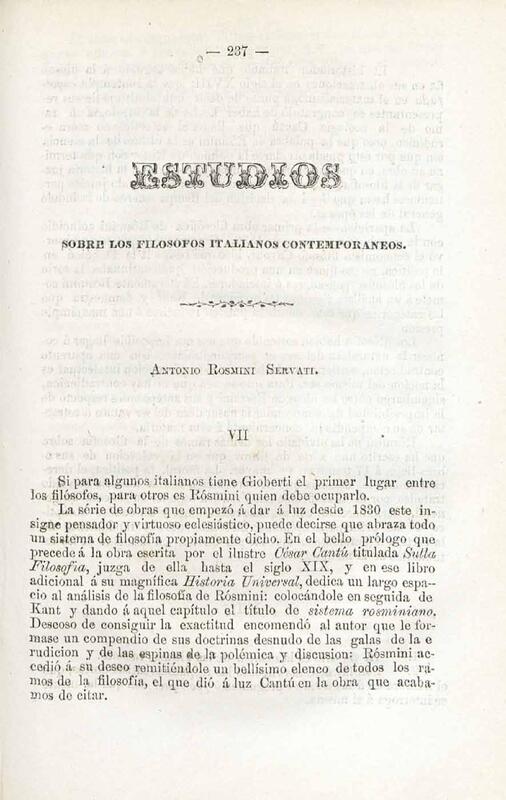 — 237 —
ESTUDIOS
SOBRE LOS FILOSOFOS ITALIANOS CONTEMPORANEOS.
ANTONIO ROSMINI SERVATI.
VII
Si para algunos italianos tiene Gioberti el primer lugar entre
los filósofos, para otros es Rósmini quien debe ocuparlo.
La série de obras que empezó á dar á luz desde 1830 este in-
signe pensador y virtuoso eclesiástico, puede decirse que abraza todo
un sistema de filosofía propiamente dicho. En el bello prólogo que
precede á la obra escrita por el ilustre César Cantú titulada Sulla
Filosofia, juzga de ella hasta el siglo XIX, y en ese libro
adicional á su magnífica Historia Universal, dedica un largo espa-
cio al análisis de la filosofía de Rósmini: colocándole en seguida de
Kant y dando á aquel capítulo el título de sistema rosminiano.
Descoso de consiguir la exactitud encomendó al autor que le for-
mase un compendio de sus doctrinas desnudo de las galas de la e
rudicion y de las espinas de la polémica y discusion: Rósmini ac-
cedió á su deseo remitiéndole un bellísimo elenco de todos los ra-
mos de la filosofía, el que dió á luz Cantú en la obra que acaba-
mos de citar.